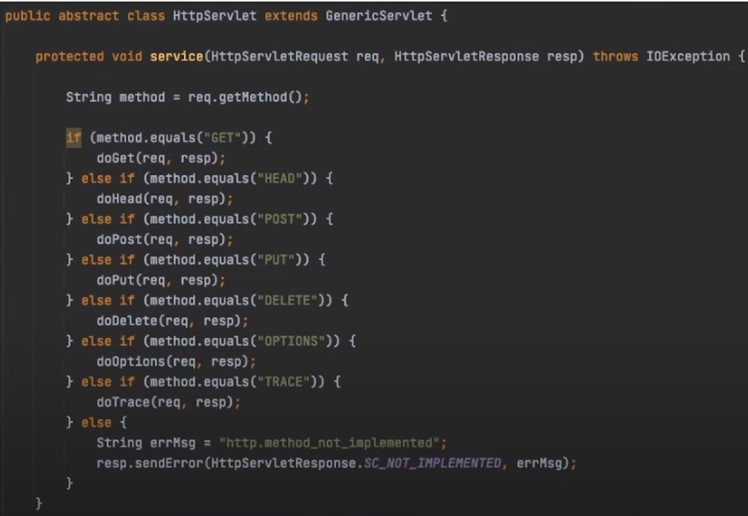 public abstract class HttpServlet extends GenericServlet {
protected void service(HttpServletRequest req, HttpServletResponse resp) throws IOException {
String method = req.getMethod();
if (method.equals("GET")) {
doGet(req, resp);
} else if (method.equals("HEAD")) {
doHead(req, resp);
} else if (method.equals("POST")) {
doPost(req, resp);
} else if (method.equals("PUT")) {
doPut(req, resp);
} else if (method.equals("DELETE")) {
doDelete(req, resp);
} else if (method.equals("OPTIONS")) {
doOptions(req, resp);
} else if (method.equals("TRACE")) {
doTrace(req, resp);
} else {
String errMsg = "http.method_not_implemented";
resp.sendError(HttpServletResponse.SC_NOT_IMPLEMENTED, errMsg);
}
}